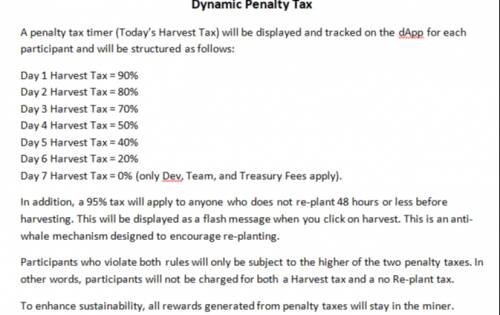 Dynamic Penalty Tax
A penalty tax timer (Today's Harvest Tax) will be displayed and tracked on the dApp for each
participant and will be structured as follows:
Day 1 Harvest Tax = 90%
Day 2 Harvest Tax = 80%
Day 3 Harvest Tax = 70%
Day 4 Harvest Tax = 50%
Day 5 Harvest Tax = 40%
Day 6 Harvest Tax = 20%
Day 7 Harvest Tax = 0% (only Dev, Team, and Treasury Fees apply).
In addition, a 95% tax will apply to anyone who does not re-plant 48 hours or less before
harvesting. This will be displayed as a flash message when you click on harvest. This is an anti-
whale mechanism designed to encourage re-planting.
Participants who violate both rules will only be subject to the higher of the two penalty taxes. In
other words, participants will not be charged for both a Harvest tax and a no Re-plant tax.
To enhance sustainability, all rewards generated from penalty taxes will stay in the miner.